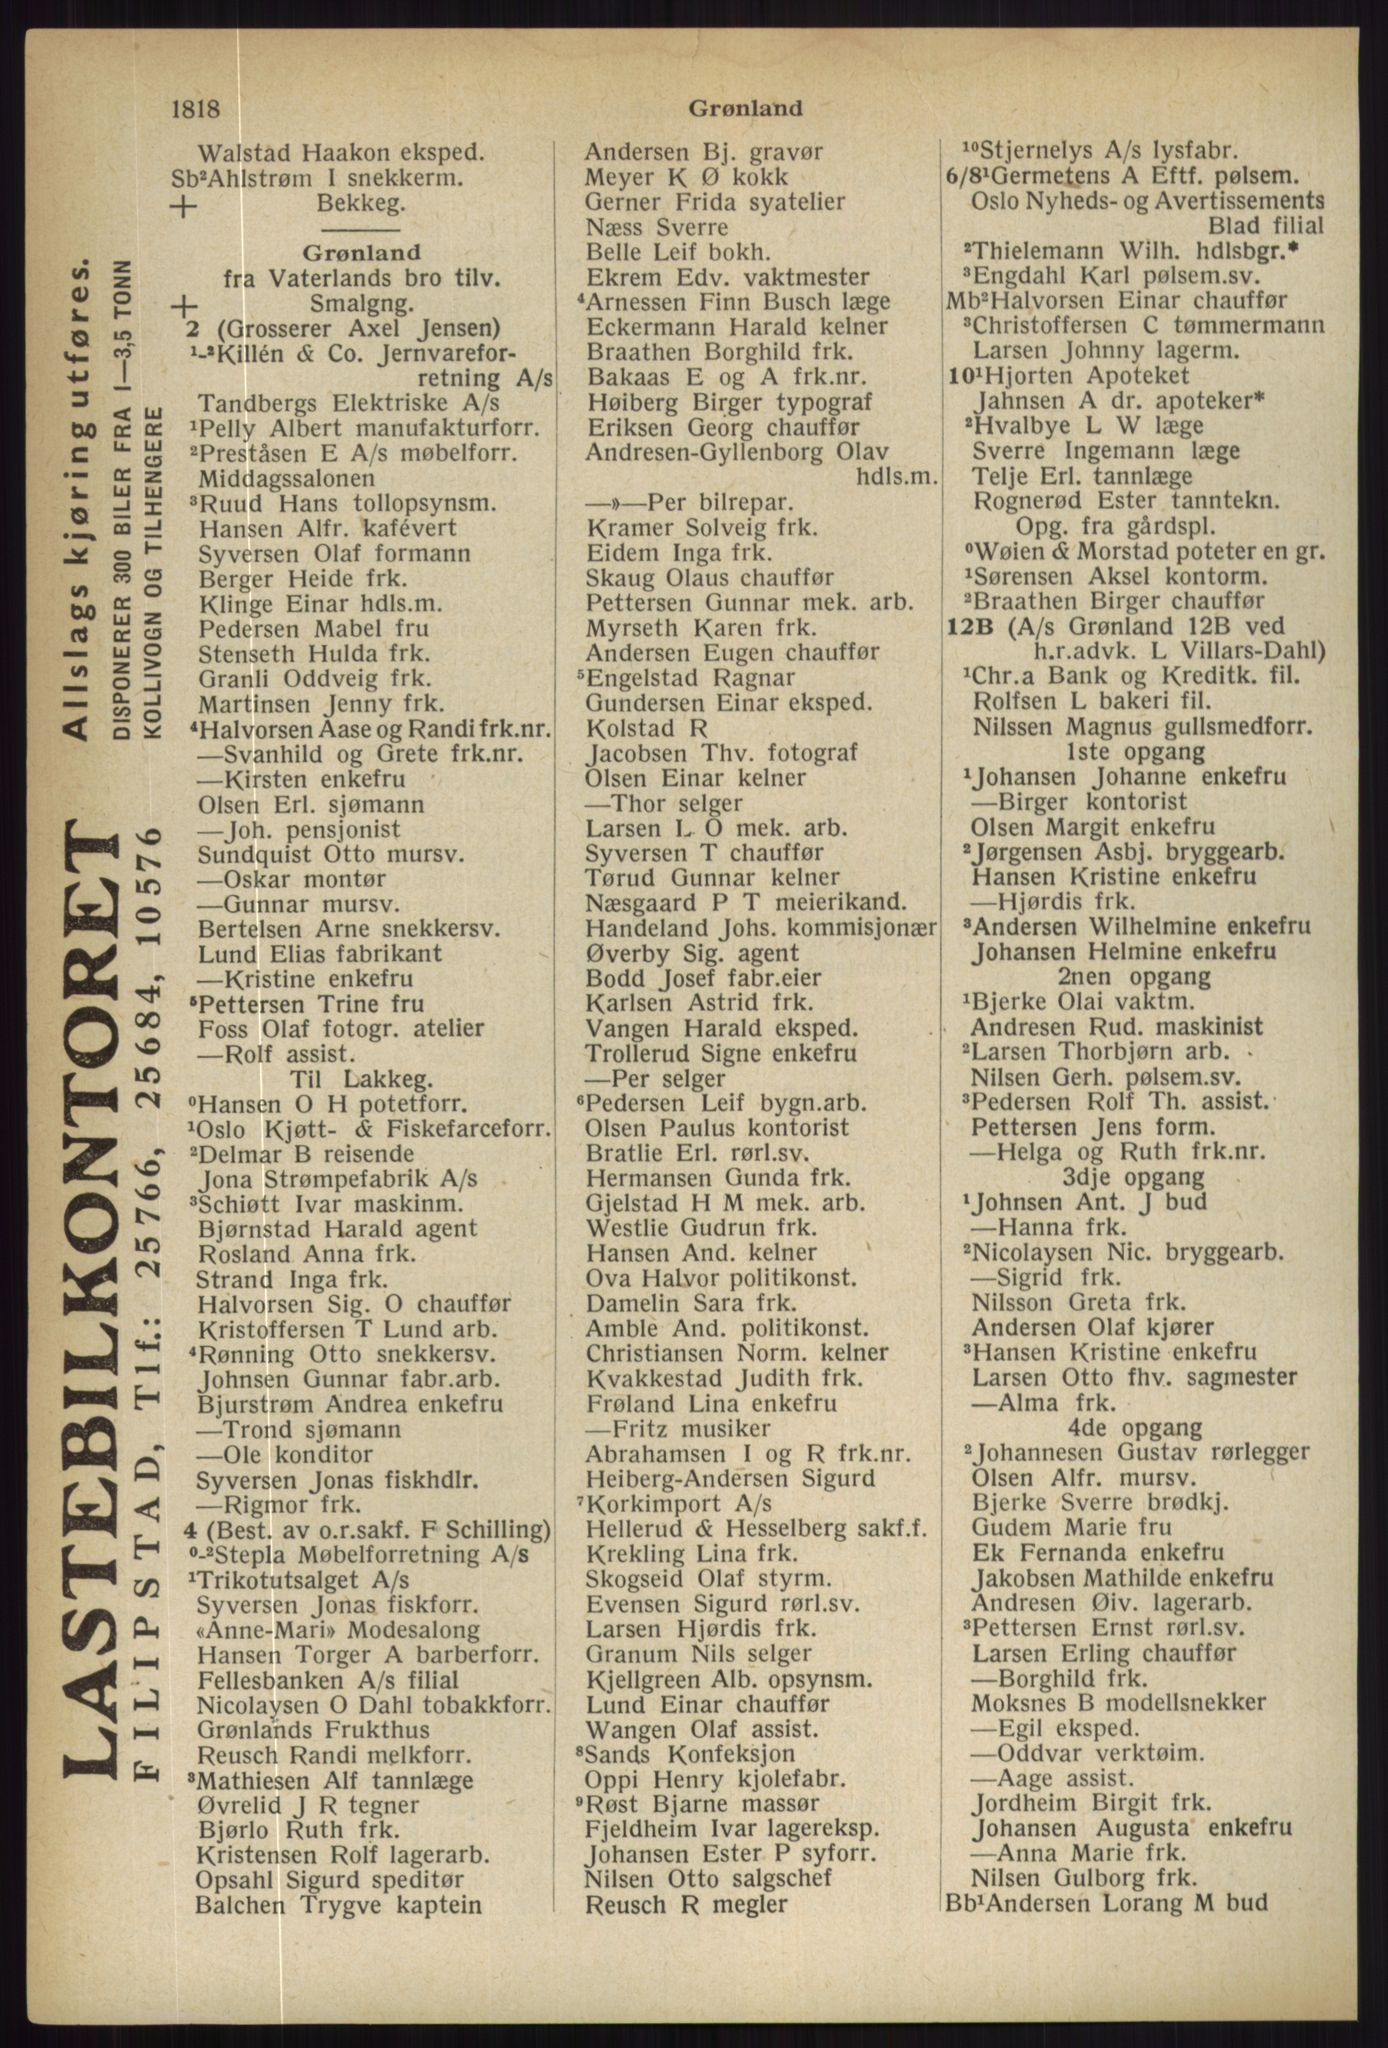 1818
Grønland
Walstad Haakon eksped.
Sb²Ahlstrøm I snekkerm.
+ Bekkeg.
Grønland
fra Vaterlands bro tilv.
+ Smalgng.
2 (Grosserer Axel Jensen)
¹-²Killén & Co. Jernvarefor-
retning A/s
Tandbergs Elektriske A/s
¹Pelly Albert manufakturforr.
²Preståsen E A/s møbelforr.
Middagssalonen
³Ruud Hans tollopsynsm.
Hansen Alfr. kafévert
Syversen Olaf formann
Berger Heide frk.
Klinge Einar hdls.m.
Pedersen Mabel fru
Stenseth Hulda frk.
Granli Oddveig frk.
Martinsen Jenny frk.
⁴Halvorsen Aase og Randi frk.nr.
—Svanhild og Grete frk.nr.
—Kirsten enkefru
Olsen Erl. sjømann
—Joh. pensjonist
Sundquist Otto mursv.
—Oskar montør
—Gunnar mursv.
Bertelsen Arne snekkersv.
Lund Elias fabrikant
—Kristine enkefru
⁵Pettersen Trine fru
Foss Olaf fotogr. atelier
—Rolf assist.
Til Lakkeg.
⁰Hansen O H potetforr.
¹Oslo Kjøtt- & Fiskefarceforr.
²Delmar B reisende
Jona Strømpefabrik A/s
³Schiøtt Ivar maskinm.
Bjørnstad Harald agent
Rosland Anna frk.
Strand Inga frk.
Halvorsen Sig. O chauffør
Kristoffersen T Lund arb.
⁴Rønning Otto snekkersv.
Johnsen Gunnar fabr.arb.
Bjurstrøm Andrea enkefru
—Trond sjømann
—Ole konditor
Syversen Jonas fiskhdlr.
—Rigmor frk.
4 (Best. av o.r.sakf. F Schilling)
⁰-²Stepla Møbelforretning A/s
¹Trikotutsalget A/s
Syversen Jonas fiskforr.
«Anne-Mari» Modesalong
Hansen Torger A barberforr.
Fellesbanken A/s filial
Nicolaysen O Dahl tobakkforr.
Grønlands Frukthus
Reusch Randi melkforr.
³Mathiesen Alf tannlæge
Øvrelid J R tegner
Bjørlo Ruth frk.
Kristensen Rolf lagerarb.
Opsahl Sigurd speditør
Balchen Trygve kaptein
Andersen Bj. gravør
Meyer K Ø kokk
Gerner Frida syatelier
Næss Sverre
Belle Leif bokh.
Ekrem Edv. vaktmester
⁴Arnessen Finn Busch læge
Eckermann Harald kelner
Braathen Borghild frk.
Bakaas E og A frk.nr.
Høiberg Birger typograf
Eriksen Georg chauffør
Andresen-Gyllenborg Olav
hdls.m.
—»—Per bilrepar.
Kramer Solveig frk.
Eidem Inga frk.
Skaug Olaus chauffør
Pettersen Gunnar mek. arb.
Myrseth Karen frk.
Andersen Eugen chauffør
⁵Engelstad Ragnar
Gundersen Einar eksped.
Kolstad R
Jacobsen Thv. fotograf
Olsen Einar kelner
—Thor selger
Larsen L O mek. arb.
Syversen T chauffør
Tørud Gunnar kelner
Næsgaard P T meierikand.
Handeland Johs. kommisjonær
Øverby Sig. agent
Bodd Josef fabr.eier
Karlsen Astrid frk.
Vangen Harald eksped.
Trollerud Signe enkefru
—Per selger
⁶Pedersen Leif bygn.arb.
Olsen Paulus kontorist
Bratlie Erl. rørl.sv.
Hermansen Gunda frk.
Gjelstad H M mek. arb.
Westlie Gudrun frk.
Hansen And. kelner
Ova Halvor politikonst.
Damelin Sara frk.
Amble And. politikonst.
Christiansen Norm. kelner
Kvakkestad Judith frk.
Frøland Lina enkefru
—Fritz musiker
Abrahamsen I og R frk.nr.
Heiberg-Andersen Sigurd
⁷Korkimport A/s
Hellerud & Hesselberg sakf.f.
Krekling Lina frk.
Skogseid Olaf styrm.
Evensen Sigurd rørl.sv.
Larsen Hjørdis frk.
Granum Nils selger
Kjellgreen Alb. opsynsm.
Lund Einar chauffør
Wangen Olaf assist.
⁸Sands Konfeksjon
Oppi Henry kjolefabr.
⁹Røst Bjarne massør
Fjeldheim Ivar lagereksp.
Johansen Ester P syforr.
Nilsen Otto salgschef
Reusch R megler
¹⁰Stjernelys A/s lysfabr.
6/8¹Germetens A Eftf. pølsem.
Oslo Nyheds- og Avertissements
Blad filial
²Thielemann Wilh. hdlsbgr.*
³Engdahl Karl pølsem.sv.
Mb²Halvorsen Einar chauffør
³Christoffersen C tømmermann
Larsen Johnny lagerm.
10¹Hjorten Apoteket
Jahnsen A dr. apoteker*
²Hvalbye L W læge
Sverre Ingemann læge
Telje Erl. tannlæge
Rognerød Ester tanntekn.
Opg. fra gårdspl.
⁰Wøien & Morstad poteter en gr.
¹Sørensen Aksel kontorm.
²Braathen Birger chauffør
12B (A/s Grønland 12B ved
h.r.advk. L Villars-Dahl)
¹Chr.a Bank og Kreditk. fil.
Rolfsen L bakeri fil.
Nilssen Magnus gullsmedforr.
1ste opgang
¹Johansen Johanne enkefru
—Birger kontorist
Olsen Margit enkefru
²Jørgensen Asbj. bryggearb.
Hansen Kristine enkefru
—Hjørdis frk.
³Andersen Wilhelmine enkefru
Johansen Helmine enkefru
2nen opgang
¹Bjerke Olai vaktm.
Andresen Rud. maskinist
²Larsen Thorbjørn arb.
Nilsen Gerh. pølsem.sv.
³Pedersen Rolf Th. assist.
Pettersen Jens form.
—Helga og Ruth frk.nr.
3dje opgang
¹Johnsen Ant. J bud
—Hanna frk.
²Nicolaysen Nic. bryggearb.
—Sigrid frk.
Nilsson Greta frk.
Andersen Olaf kjører
³Hansen Kristine enkefru
Larsen Otto fhv. sagmester
—Alma frk.
4de opgang
²Johannesen Gustav rørlegger
Olsen Alfr. mursv.
Bjerke Sverre brødkj.
Gudem Marie fru
Ek Fernanda enkefru
Jakobsen Mathilde enkefru
Andresen Øiv. lagerarb.
³Pettersen Ernst rørl.sv.
Larsen Erling chauffør
—Borghild frk.
Moksnes B modellsnekker
—Egil eksped.
—Oddvar verktøim.
—Aage assist.
Jordheim Birgit frk.
Johansen Augusta enkefru
—Anna Marie frk.
Nilsen Gulborg frk.
Bb¹Andersen Lorang M bud
LASTEBILKONTORET
FILIPSTAD, Tlf.: 25766, 25684, 10576
Allslags kjøring utføres.
DISPONERER 300 BILER FRA 1—3,5 TONN
KOLLIVOGN OG TILHENGERE